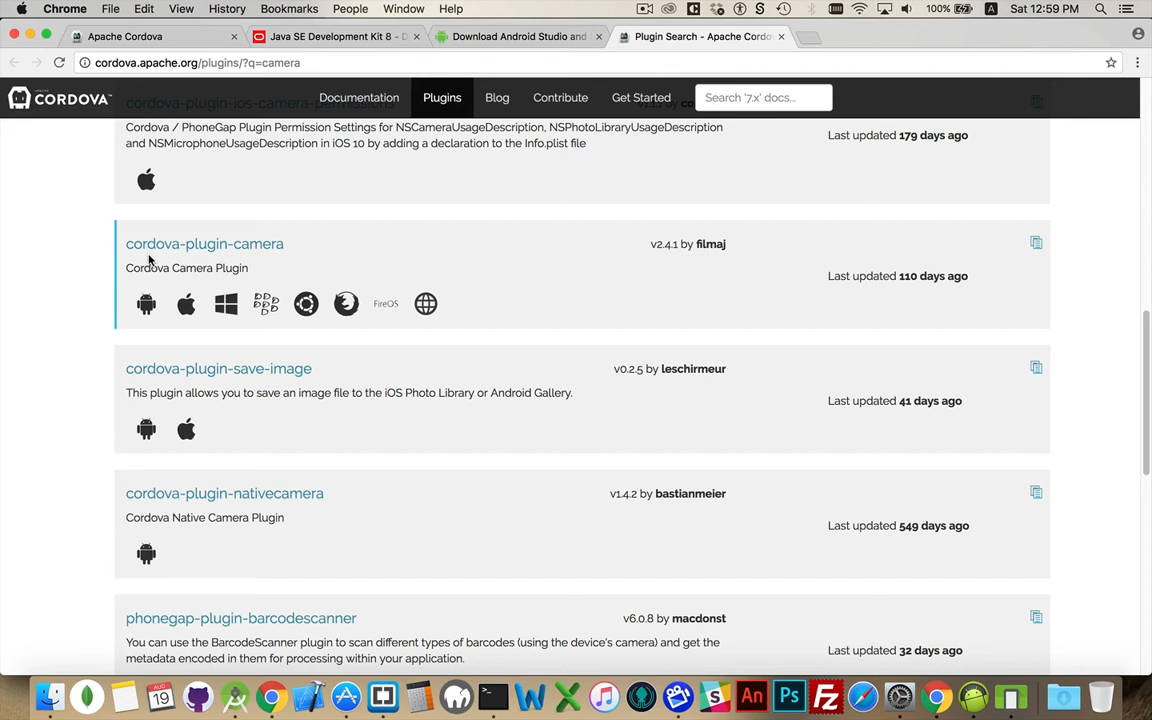 Chrome File Edit View History Bookmarks People Window Help 100% A Sat 12:59 PM
Apache Cordova
Java SE Development Kit 8 - D
Download Android Studio and
Plugin Search - Apache Cordo
cordova.apache.org/plugins/?q=camera
CORDOVA™ Documentation Plugins Blog Contribute Get Started Search '7.x' docs...
cordova-plugin-ios-camera-permissions
Cordova / PhoneGap Plugin Permission Settings for NSCameraUsageDescription, NSPhotoLibraryUsageDescription
and NSMicrophoneUsageDescription in iOS 10 by adding a declaration to the Info.plist file
Last updated 179 days ago
cordova-plugin-camera
v2.4.1 by filmaj
Cordova Camera Plugin
Last updated 110 days ago
FireOS
cordova-plugin-save-image
v0.2.5 by leschirmeur
This plugin allows you to save an image file to the iOS Photo Library or Android Gallery.
Last updated 41 days ago
cordova-plugin-nativecamera
v1.4.2 by bastianmeier
Cordova Native Camera Plugin
Last updated 549 days ago
phonegap-plugin-barcodescanner
v6.0.8 by macdonst
You can use the BarcodeScanner plugin to scan different types of barcodes (using the device's camera) and get the
metadata encoded in them for processing within your application.
Last updated 32 days ago
AUG
19
An
Ps